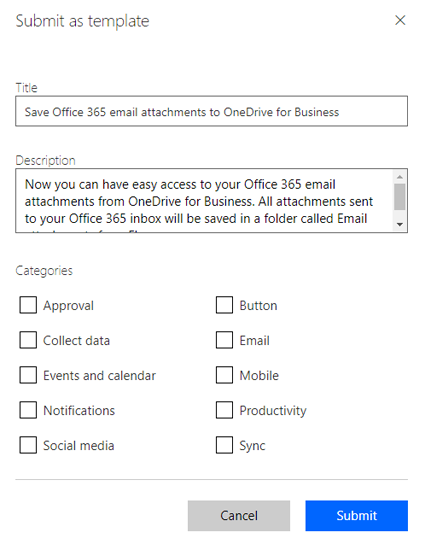 Submit as template
Title
Save Office 365 email attachments to OneDrive for Business
Description
Now you can have easy access to your Office 365 email
attachments from OneDrive for Business. All attachments sent
to your Office 365 inbox will be saved in a folder called Email
Categories
Approval
Button
Collect data
Email
Events and calendar
Mobile
Notifications
Productivity
Social media
Sync
Cancel
Submit